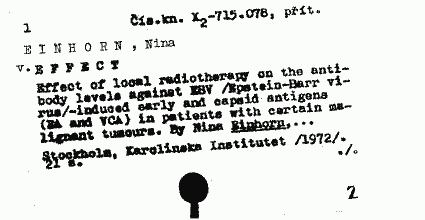 1
Čís.kn. X2-715.078, přít.
E I N H O R N , Nina
v. E F F E C T
Effect of local radiotherapy on the anti-
body levels against EBV /Epstein-Barr vi-
rus/-induced early and capsid antigens
(EA and VCA) in patients with certain ma-
lignant tumours. By Nina Einhorn,...
Stockholm, Karolinska Institutet /1972/.
21 s. ./.
2